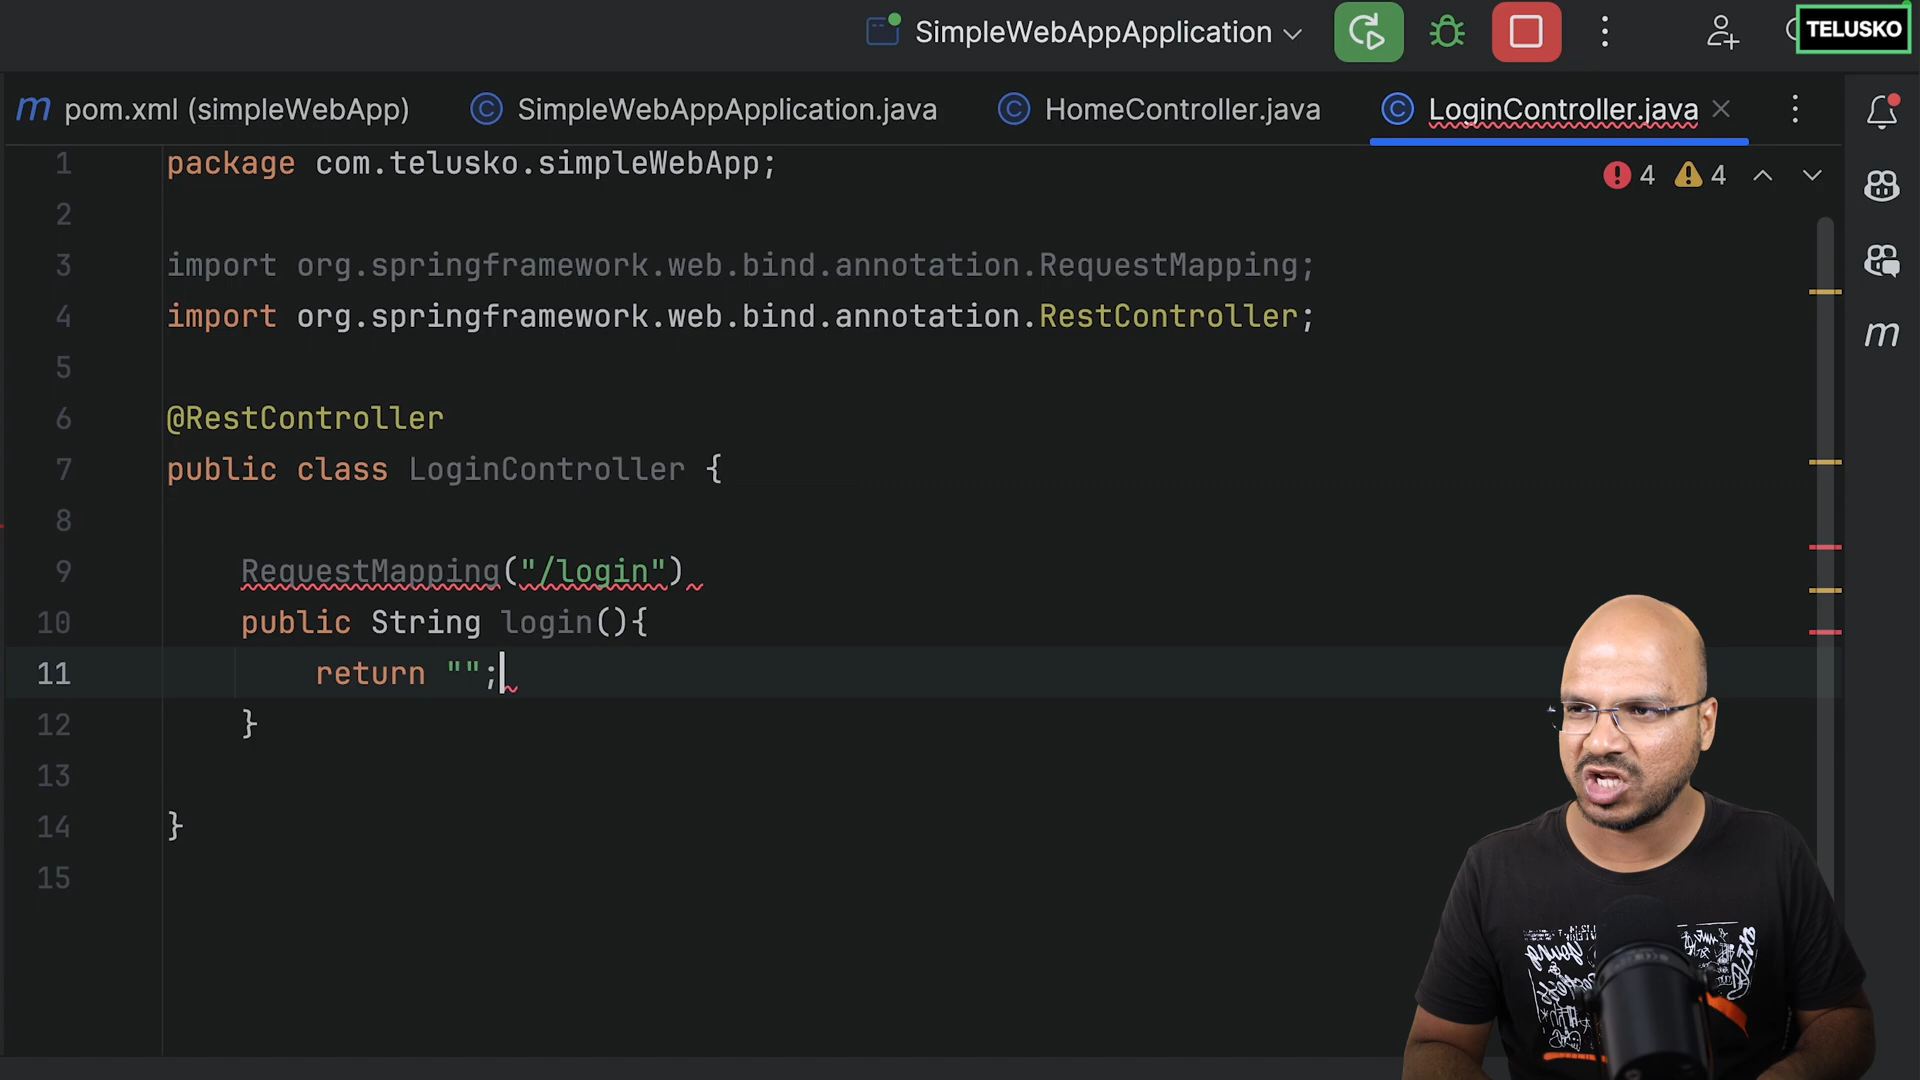 SimpleWebAppApplication
TELUSKO
m pom.xml (simpleWebApp)
C SimpleWebAppApplication.java
C HomeController.java
C LoginController.java
4 4
1 package com.telusko.simpleWebApp;
2
3 import org.springframework.web.bind.annotation.RequestMapping;
4 import org.springframework.web.bind.annotation.RestController;
5
6 @RestController
7 public class LoginController {
8
9 RequestMapping("/login")
10 public String login(){
11 return "";
12 }
13
14 }
15
m